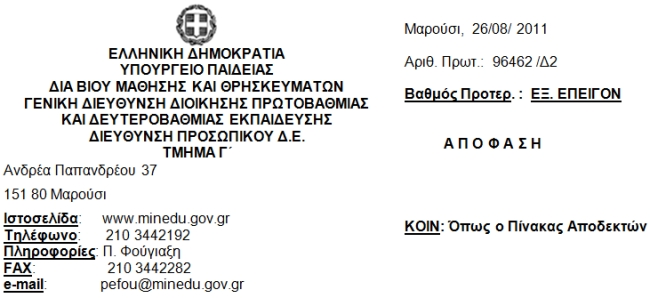 ΕΛΛΗΝΙΚΗ ΔΗΜΟΚΡΑΤΙΑ
ΥΠΟΥΡΓΕΙΟ ΠΑΙΔΕΙΑΣ
ΔΙΑ ΒΙΟΥ ΜΑΘΗΣΗΣ ΚΑΙ ΘΡΗΣΚΕΥΜΑΤΩΝ
ΓΕΝΙΚΗ ΔΙΕΥΘΥΝΣΗ ΔΙΟΙΚΗΣΗΣ ΠΡΩΤΟΒΑΘΜΙΑΣ
ΚΑΙ ΔΕΥΤΕΡΟΒΑΘΜΙΑΣ ΕΚΠΑΙΔΕΥΣΗΣ
ΔΙΕΥΘΥΝΣΗ ΠΡΟΣΩΠΙΚΟΥ Δ.Ε.
ΤΜΗΜΑ Γ΄
Ανδρέα Παπανδρέου 37
151 80 Μαρούσι
Ιστοσελίδα: www.minedu.gov.gr
Τηλέφωνο: 210 3442192
Πληροφορίες: Π. Φούγιαξη
FAX: 210 3442282
e-mail: pefou@minedu.gov.gr
Μαρούσι, 26/08/ 2011
Αριθ. Πρωτ.: 96462 /Δ2
Βαθμός Προτερ. : ΕΞ. ΕΠΕΙΓΟΝ
Α Π Ο Φ Α Σ Η
ΚΟΙΝ: Όπως ο Πίνακας Αποδεκτών